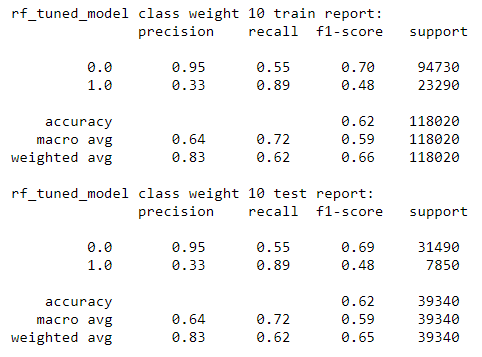 rf_tuned_model class weight 10 train report:
precision recall f1-score support
0.0 0.95 0.55 0.70 94730
1.0 0.33 0.89 0.48 23290
accuracy 0.62 118020
macro avg 0.64 0.72 0.59 118020
weighted avg 0.83 0.62 0.66 118020
rf_tuned_model class weight 10 test report:
precision recall f1-score support
0.0 0.95 0.55 0.69 31490
1.0 0.33 0.89 0.48 7850
accuracy 0.62 39340
macro avg 0.64 0.72 0.59 39340
weighted avg 0.83 0.62 0.65 39340